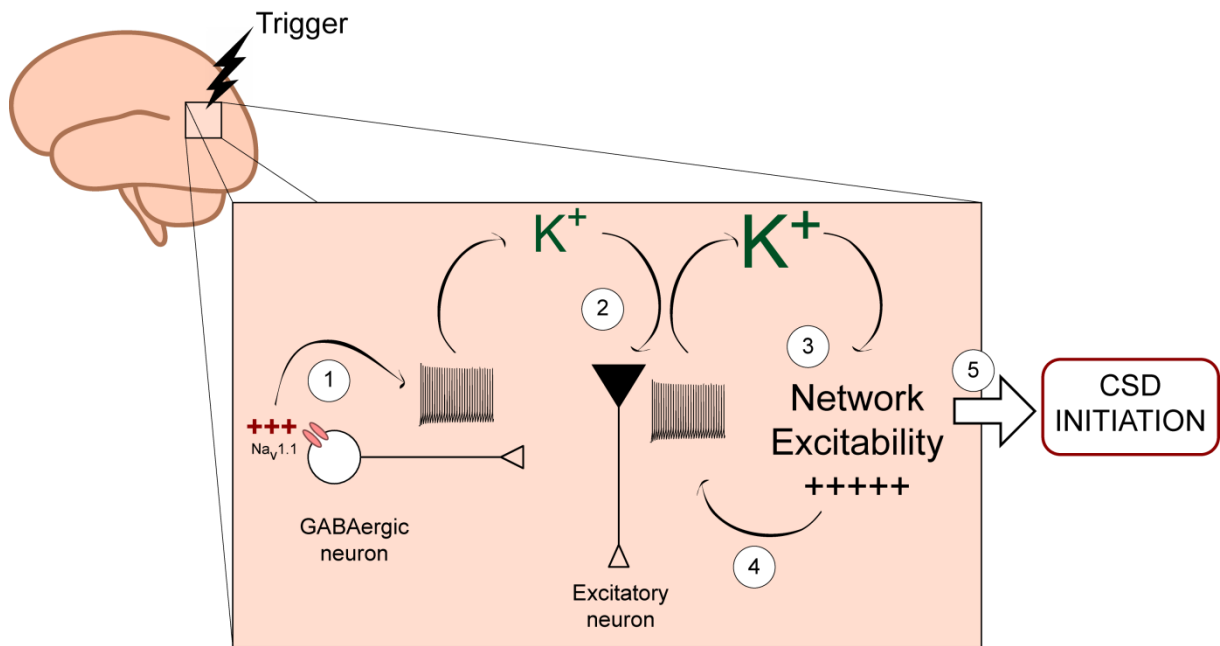 Trigger
K+
K+
2
1
3
5
+++
Nav1.1
Network
Excitability
+++++
CSD
INITIATION
GABAergic
neuron
4
Excitatory
neuron